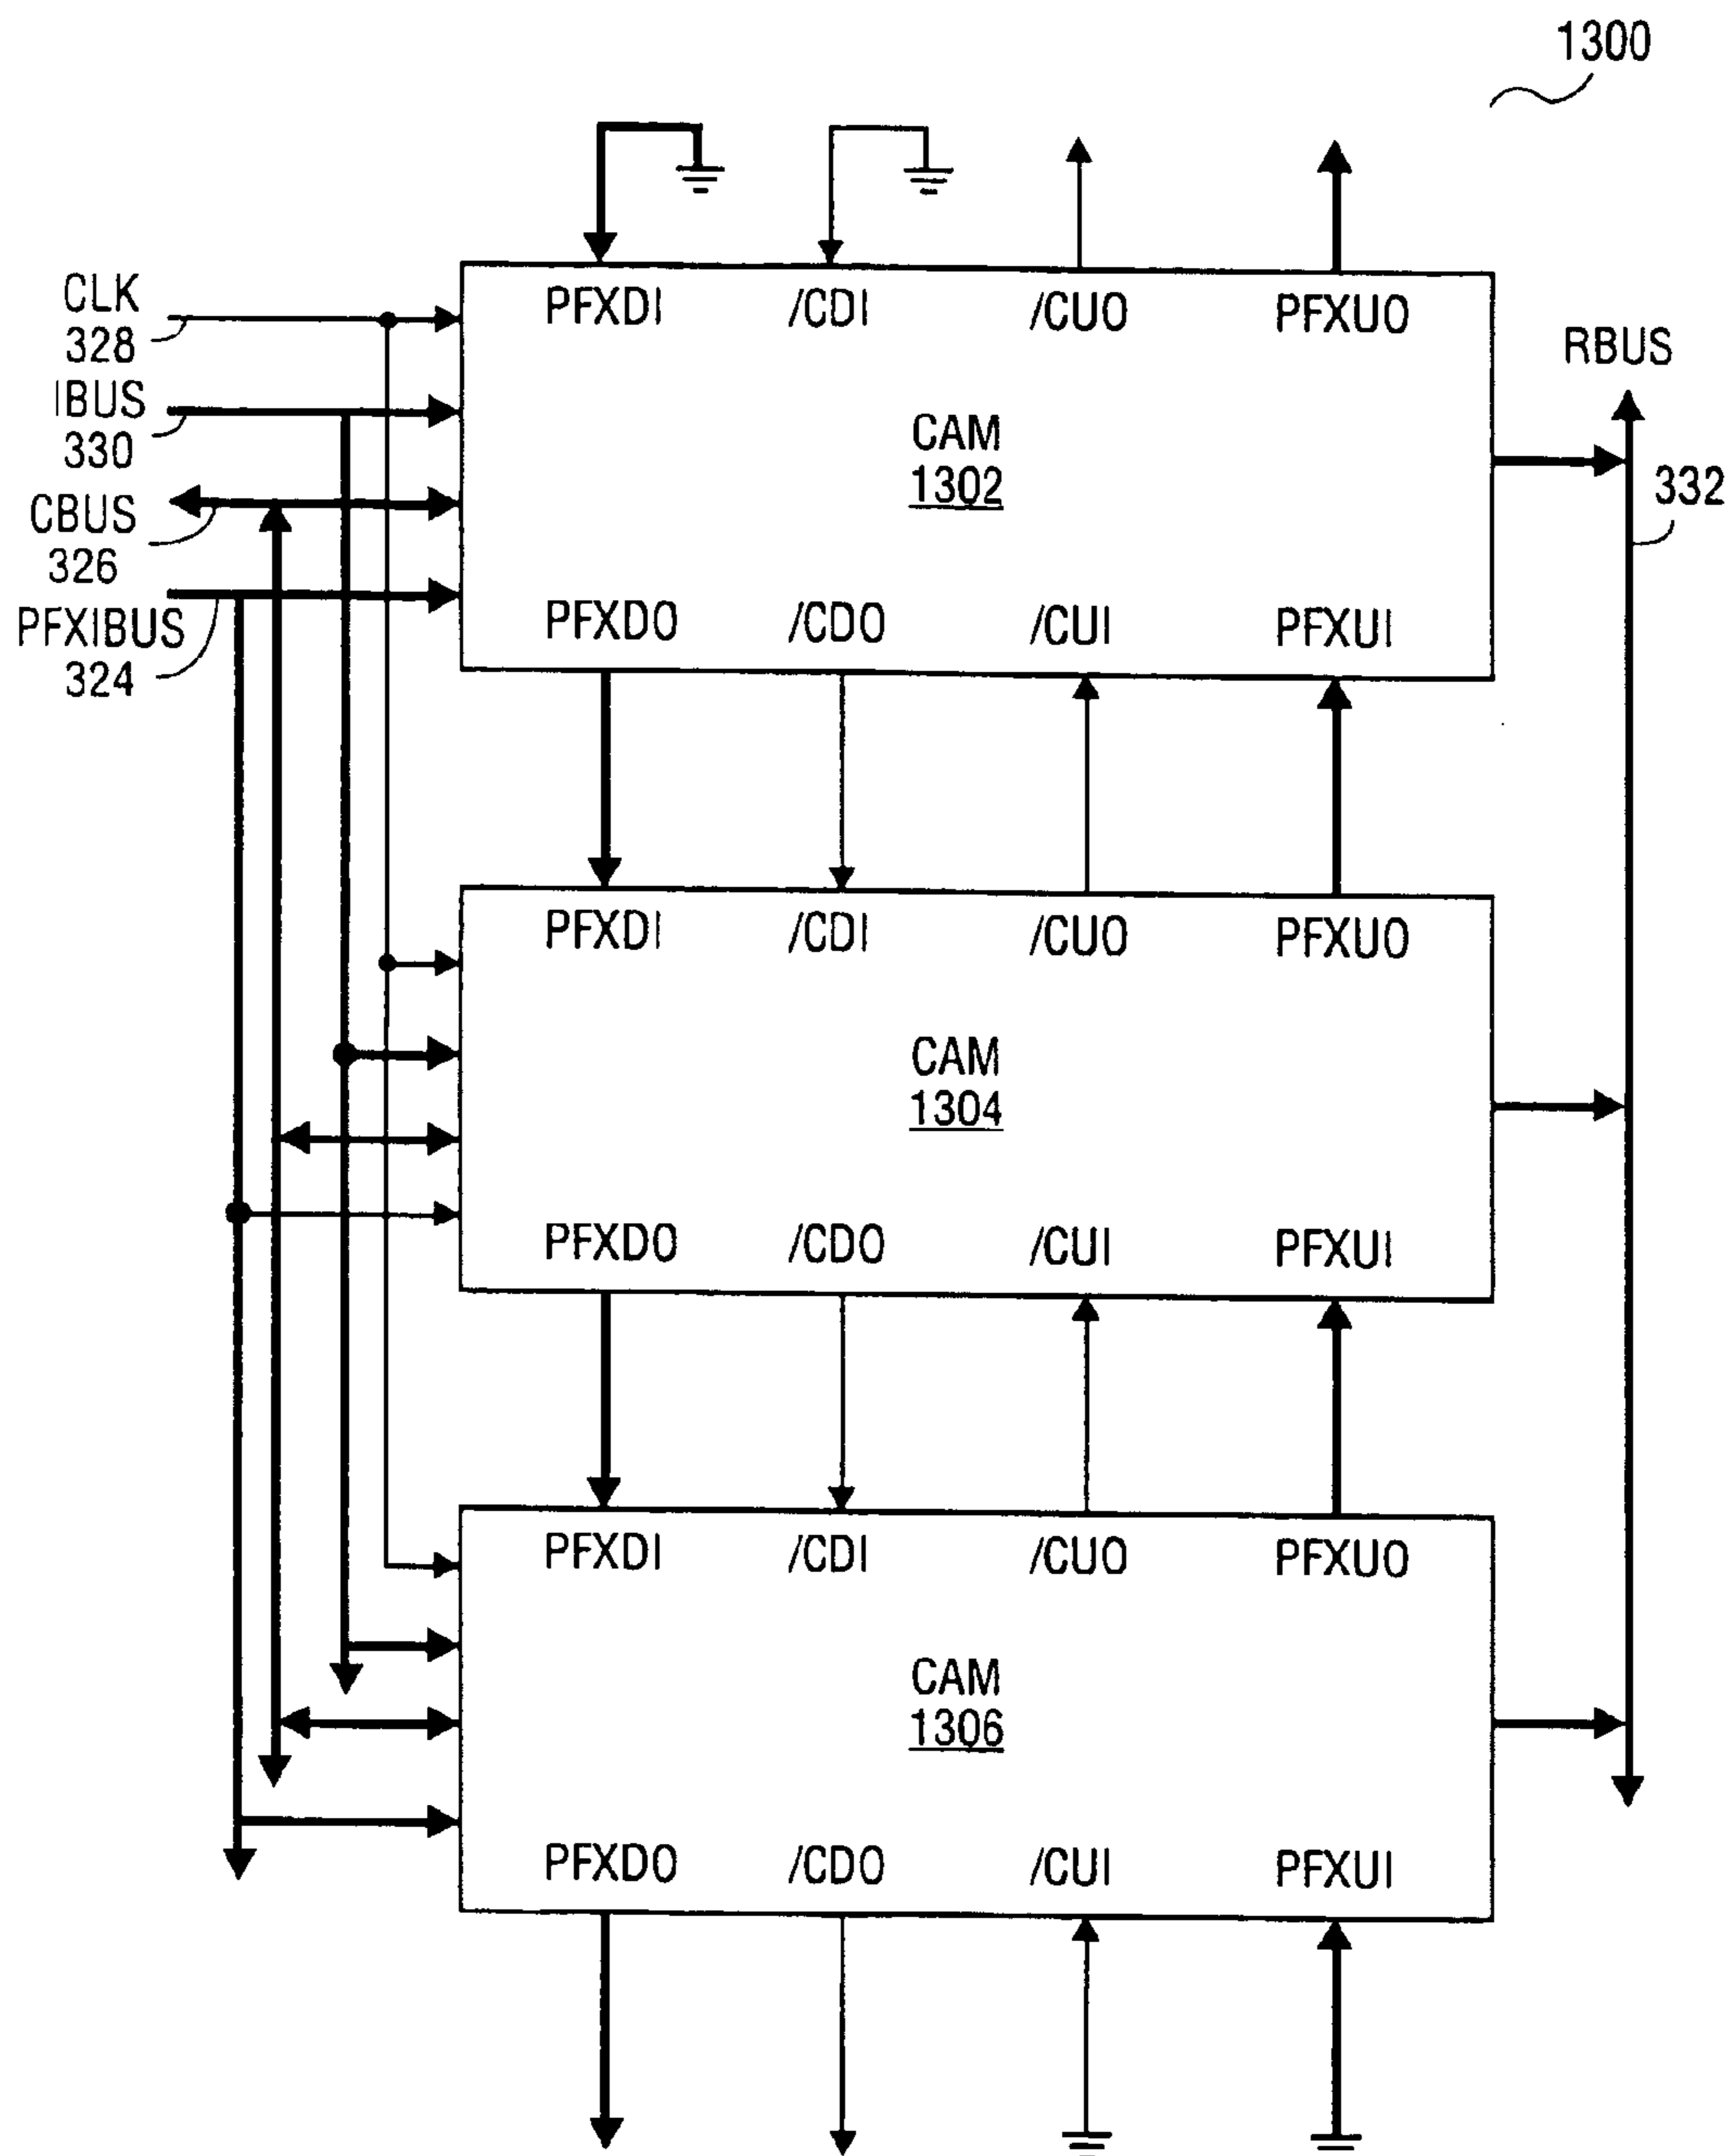 1300
CLK
328
IBUS
330
CBUS
326
PFXIBUS
324
PFXDI /CDI /CUO PFXUO
CAM
1302
PFXDO /CDO /CUI PFXUI
RBUS
332
PFXDI /CDI /CUO PFXUO
CAM
1304
PFXDO /CDO /CUI PFXUI
PFXDI /CDI /CUO PFXUO
CAM
1306
PFXDO /CDO /CUI PFXUI